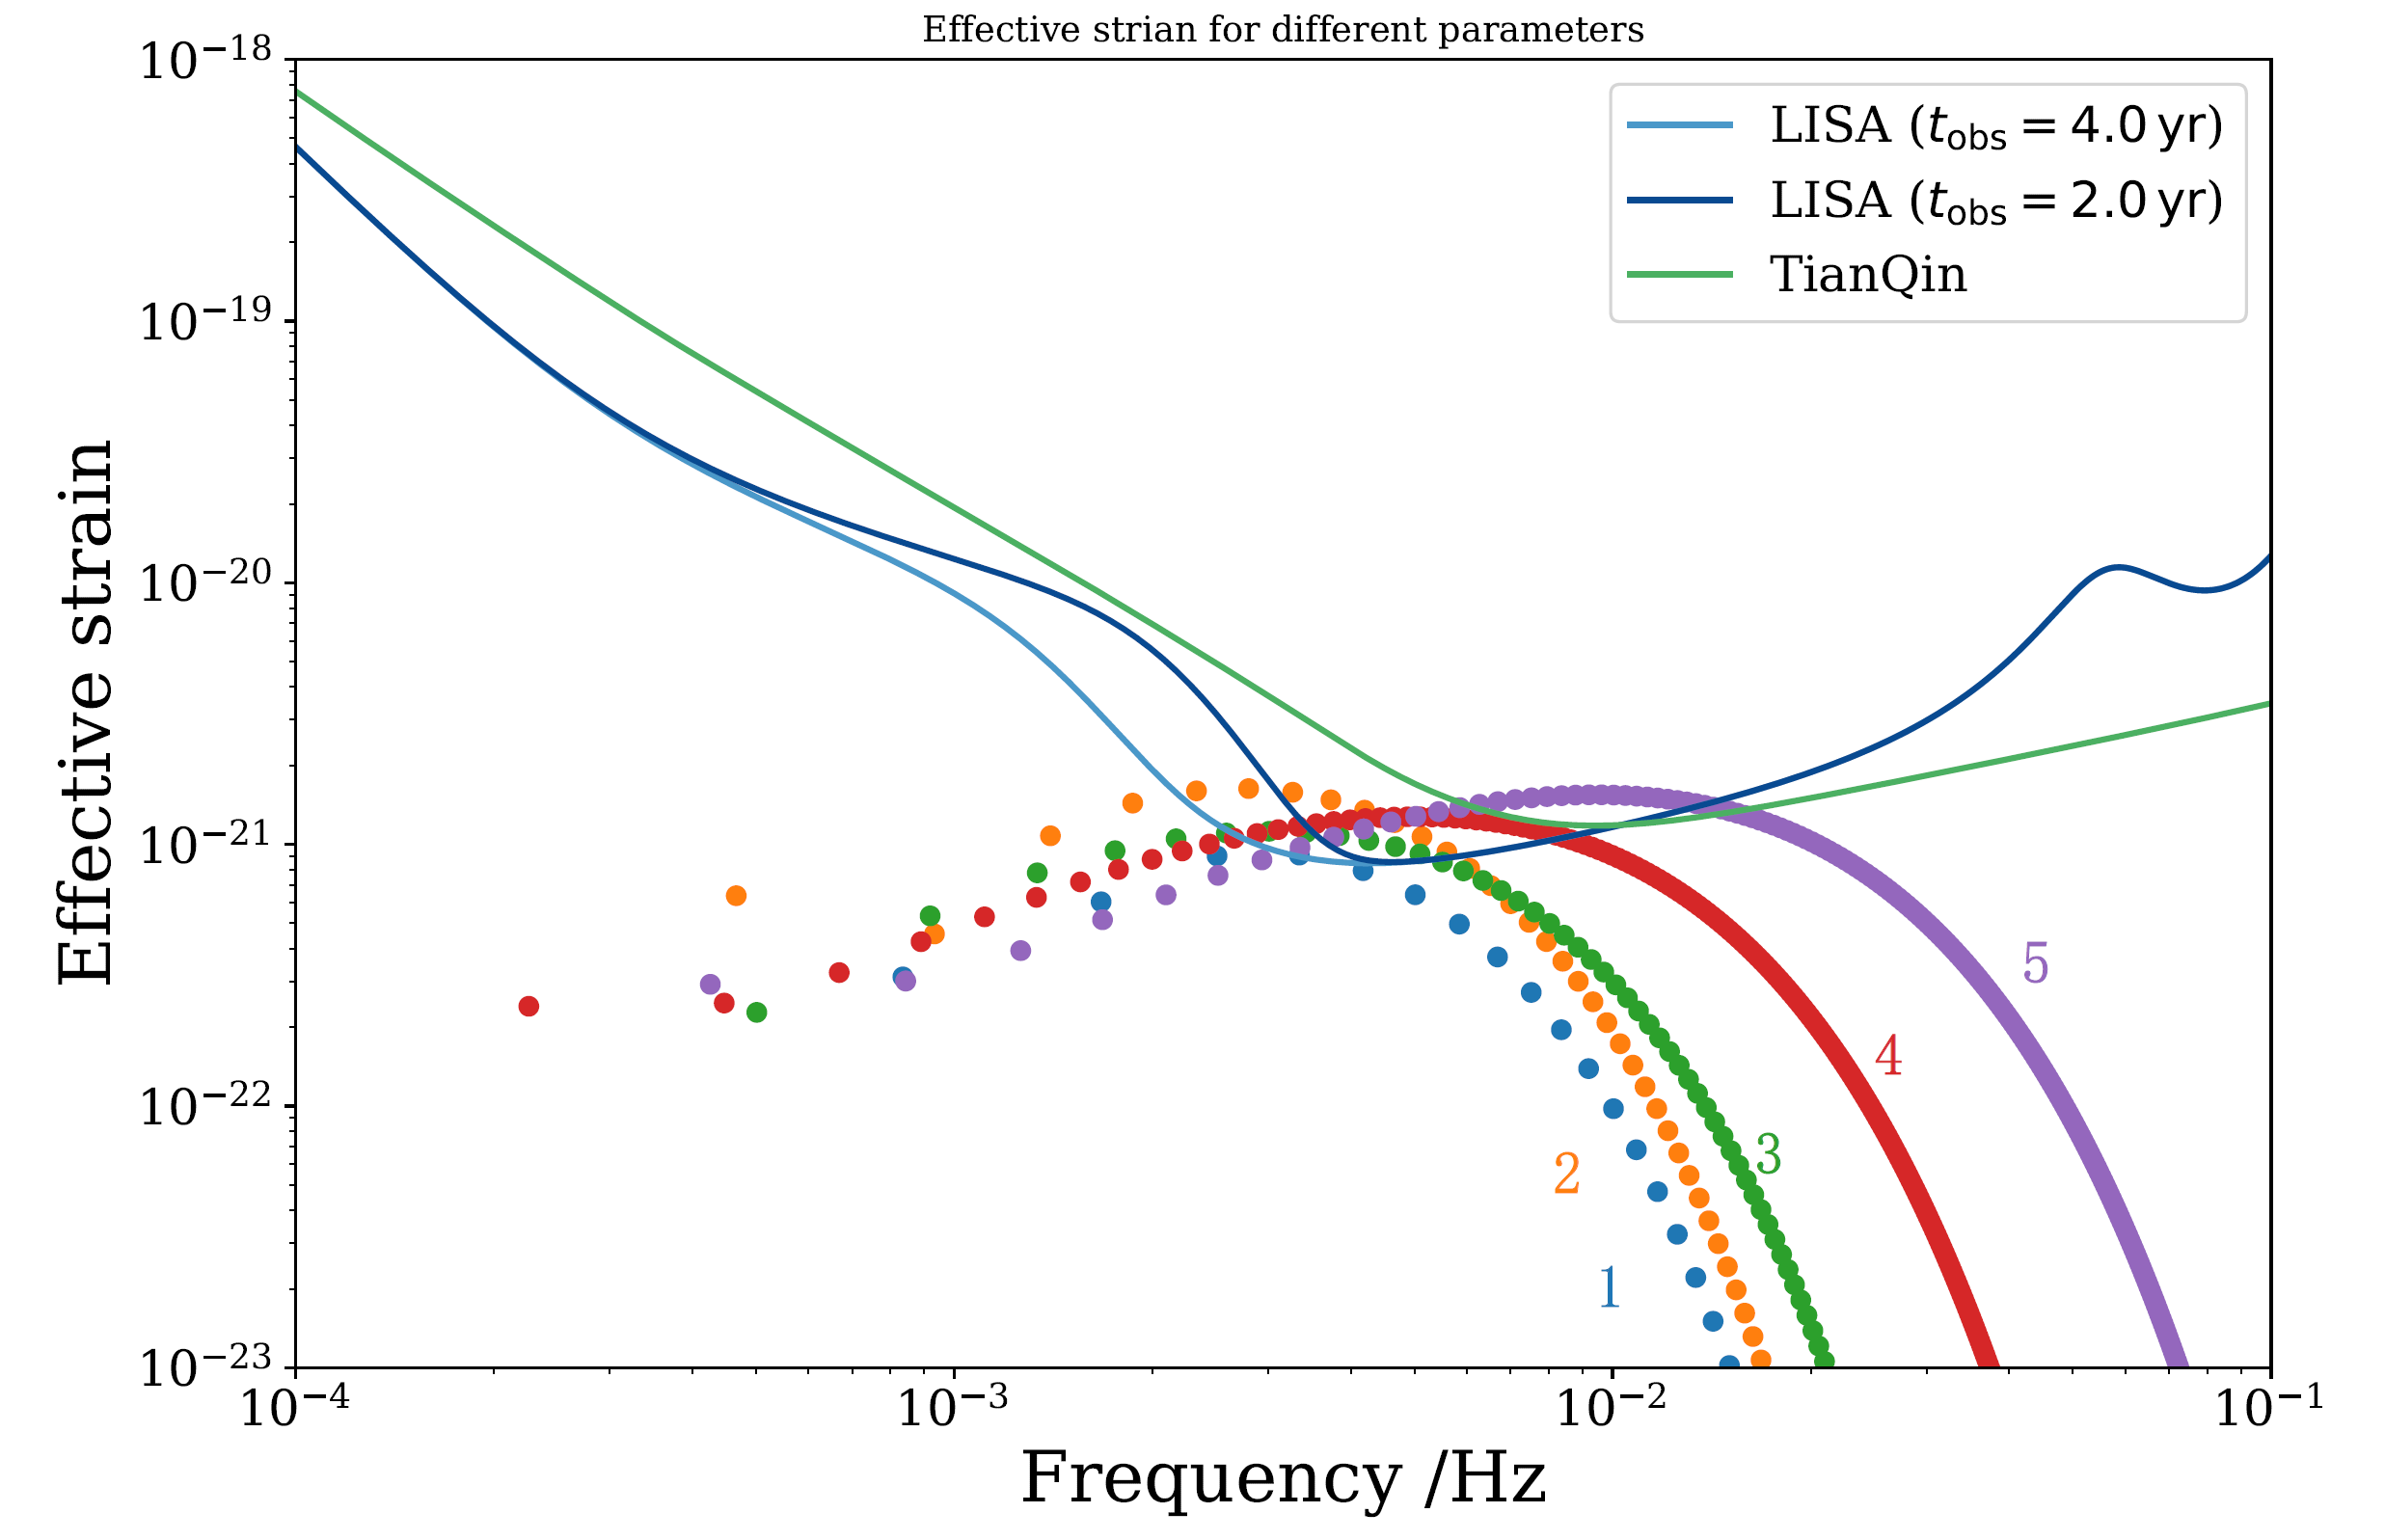 Effective strian for different parameters
10⁻¹⁸
10⁻¹⁹
10⁻²⁰
10⁻²¹
10⁻²²
10⁻²³
Effective strain
LISA (t_obs = 4.0 yr)
LISA (t_obs = 2.0 yr)
TianQin
5
4
3
2
1
10⁻⁴
10⁻³
10⁻²
10⁻¹
Frequency /Hz